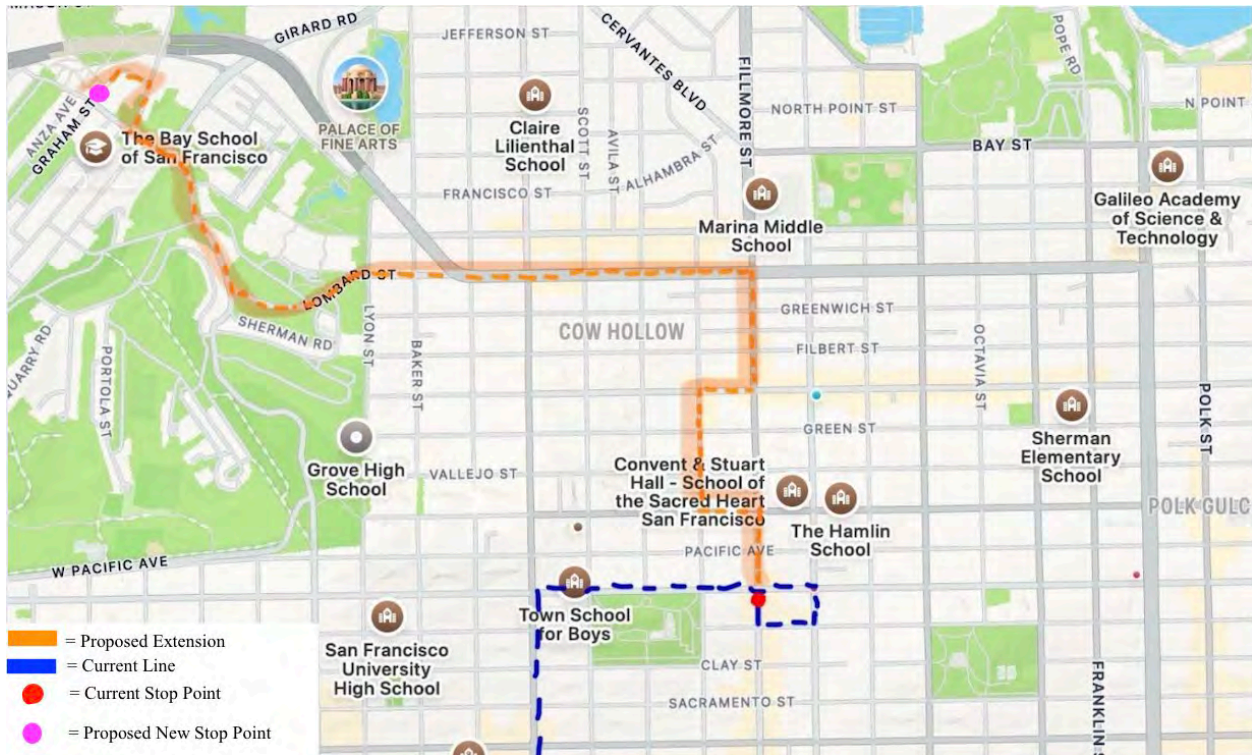 GIRARD RD
JEFFERSON ST
CERVANTES BLVD
FILLMORE ST
POPE RD
ANZA AVE
GRAHAM ST
The Bay School
of San Francisco
PALACE OF
FINE ARTS
Claire
Lilienthal
School
SCOTT ST
AVILA ST
ALHAMBRA ST
NORTH POINT ST
N POINT
BAY ST
FRANCISCO ST
Marina Middle
School
Galileo Academy
of Science &
Technology
LOMBARD ST
SHERMAN RD
LYON ST
BAKER ST
QUARRY RD
PORTOLA ST
COW HOLLOW
GREENWICH ST
FILBERT ST
OCTAVIA ST
POLK ST
GREEN ST
Sherman
Elementary
School
Grove High
School
VALLEJO ST
Convent & Stuart
Hall - School of
the Sacred Heart
San Francisco
The Hamlin
School
POLK GULC
W PACIFIC AVE
PACIFIC AVE
Town School
for Boys
San Francisco
University
High School
CLAY ST
SACRAMENTO ST
FRANKLIN S
= Proposed Extension
= Current Line
= Current Stop Point
= Proposed New Stop Point